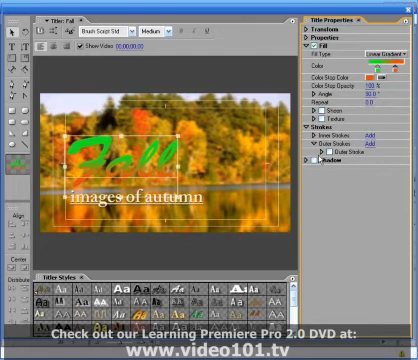 Titler: Fall
Title Properties
Brush Script Std
Medium
Show Video 00;00;00;00
Transform
Properties
Fill
Fill Type Linear Gradient
Color
Color Stop Color
Color Stop Opacity 100 %
Angle 90.0 °
Repeat 0.0
Sheen
Texture
Strokes
Inner Strokes Add
Outer Strokes Add
Outer Stroke
Shadow
Fall
images of autumn
Align
Center
Distribute
Titler Styles
Check out our Learning Premiere Pro 2.0 DVD at:
www.video101.tv